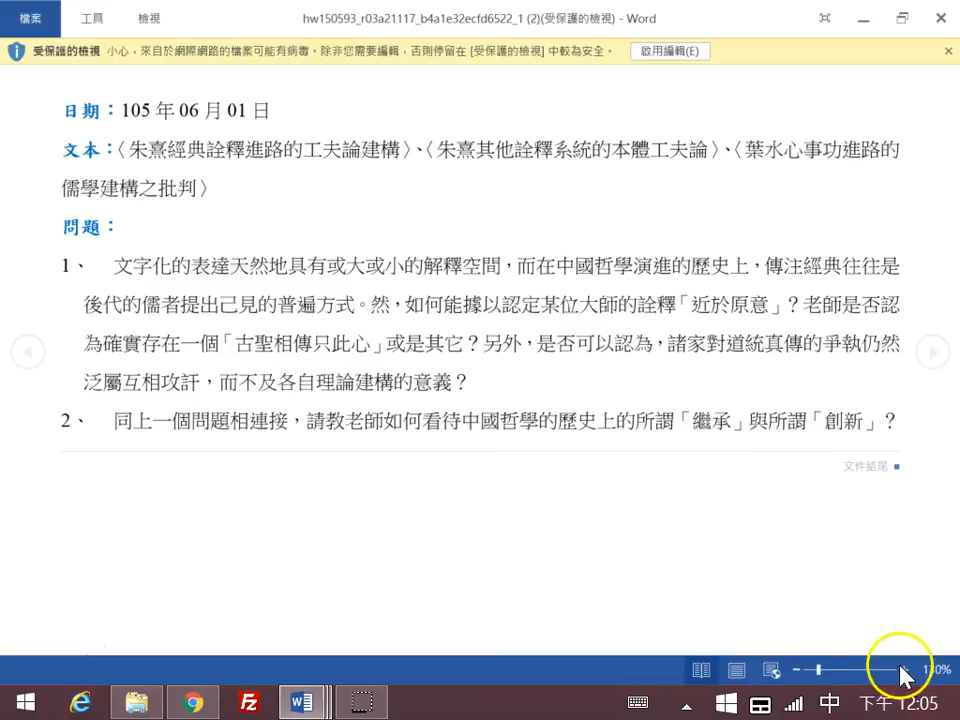 檔案 工具 檢視 hw150593_r03a21117_b4a1e32ecfd6522_1 (2)(受保護的檢視) - Word
受保護的檢視 小心，來自於網際網路的檔案可能有病毒。除非您需要編輯，否則停留在 [受保護的檢視] 中較為安全。 啟用編輯(E)
日期：105 年 06 月 01 日
文本：〈朱熹經典詮釋進路的工夫論建構〉、〈朱熹其他詮釋系統的本體工夫論〉、〈葉水心事功進路的
儒學建構之批判〉
問題：
1、 文字化的表達天然地具有或大或小的解釋空間，而在中國哲學演進的歷史上，傳注經典往往是
後代的儒者提出己見的普遍方式。然，如何能據以認定某位大師的詮釋「近於原意」？老師是否認
為確實存在一個「古聖相傳只此心」或是其它？另外，是否可以認為，諸家對道統真傳的爭執仍然
泛屬互相攻訐，而不及各自理論建構的意義？
2、 同上一個問題相連接，請教老師如何看待中國哲學的歷史上的所謂「繼承」與所謂「創新」？
文件結尾
中 下午 12:05